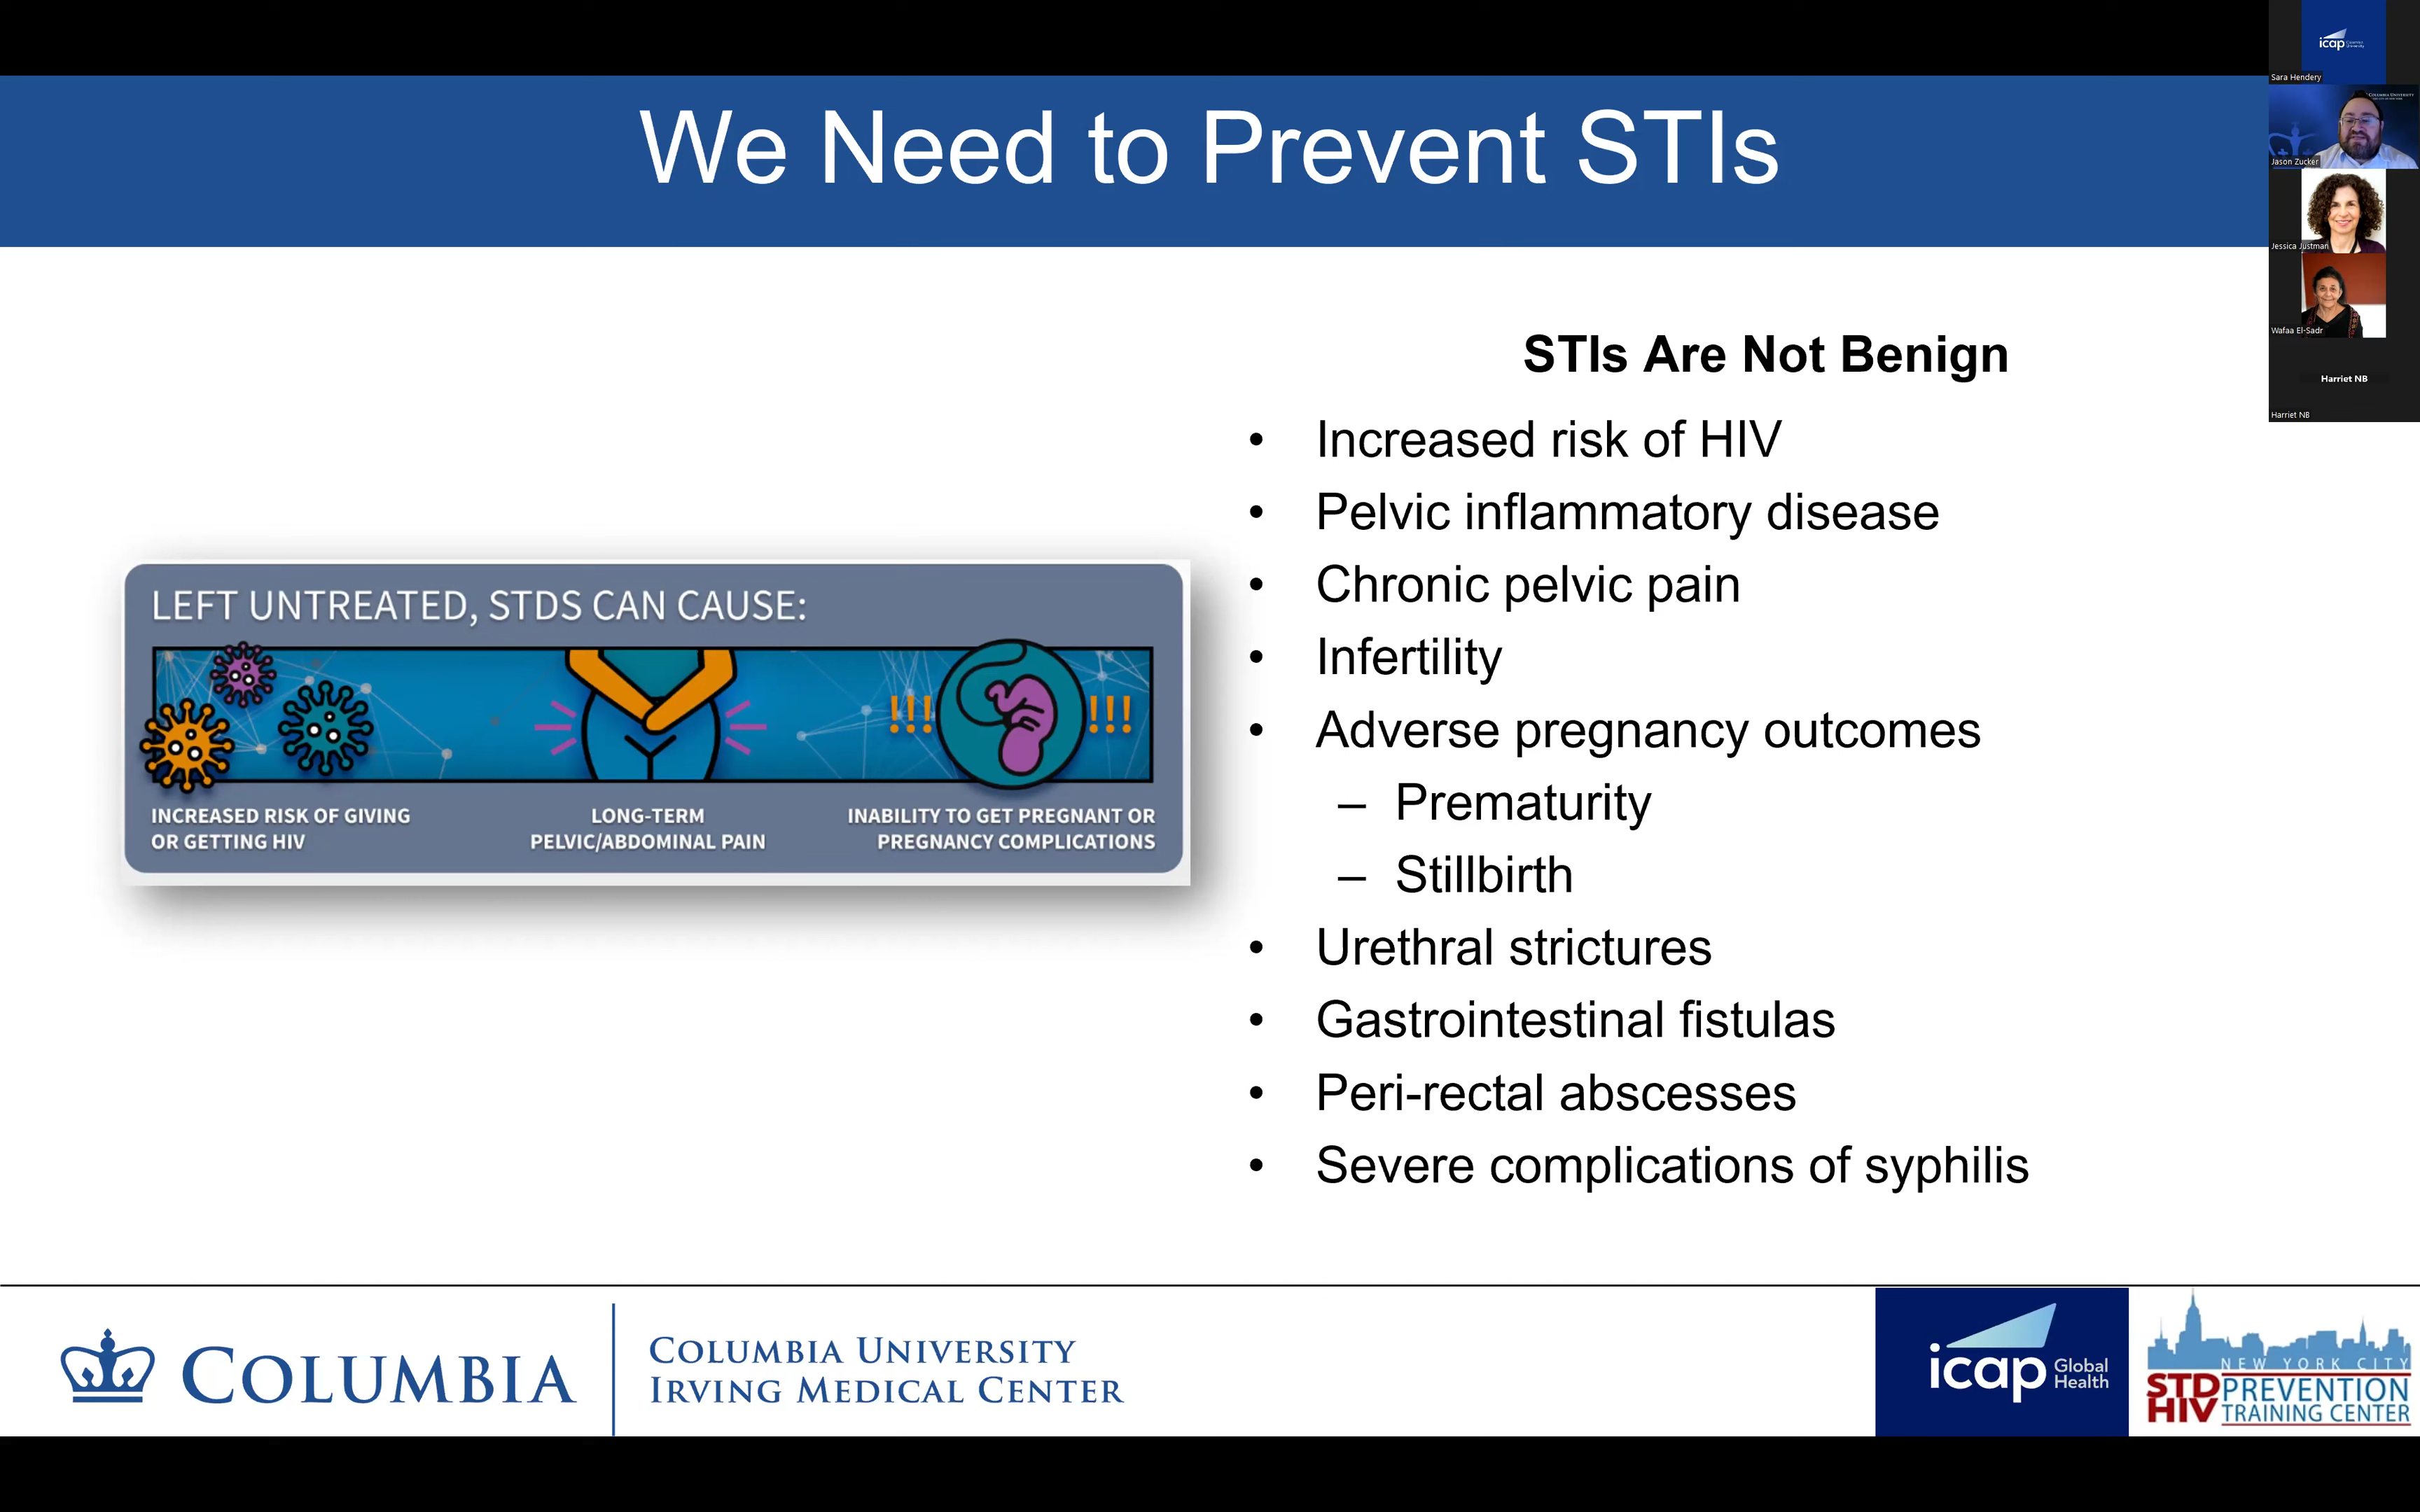 We Need to Prevent STIs
LEFT UNTREATED, STDS CAN CAUSE:
!!! !!!
INCREASED RISK OF GIVING
OR GETTING HIV
LONG-TERM
PELVIC/ABDOMINAL PAIN
INABILITY TO GET PREGNANT OR
PREGNANCY COMPLICATIONS
STIs Are Not Benign
• Increased risk of HIV
• Pelvic inflammatory disease
• Chronic pelvic pain
• Infertility
• Adverse pregnancy outcomes
– Prematurity
– Stillbirth
• Urethral strictures
• Gastrointestinal fistulas
• Peri-rectal abscesses
• Severe complications of syphilis
COLUMBIA
COLUMBIA UNIVERSITY
IRVING MEDICAL CENTER
icap Global
Health
NEW YORK CITY
STD PREVENTION
HIV TRAINING CENTER
icap
Sara Hendery
COLUMBIA UNIVERSITY
Jason Zucker
Jessica Justman
Wafaa El-Sadr
Harriet NB
Harriet NB